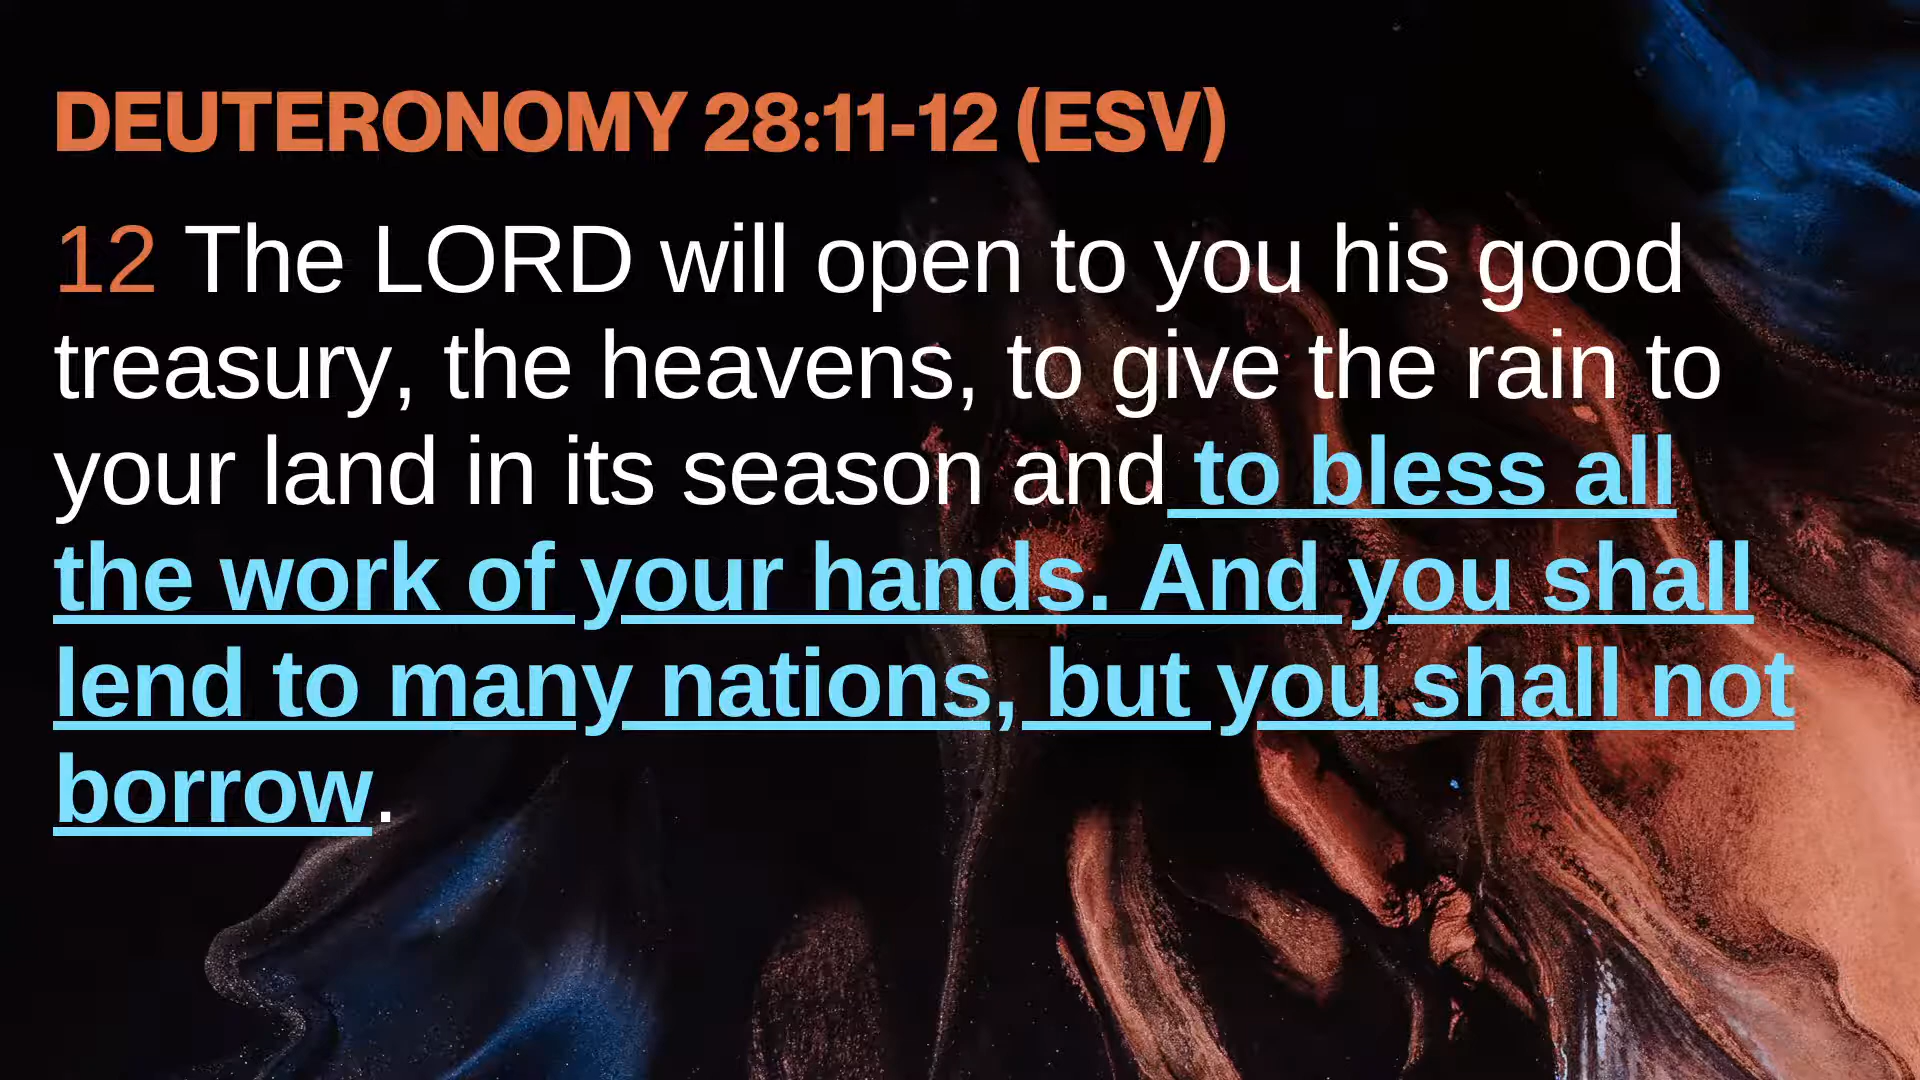 DEUTERONOMY 28:11-12 (ESV)
12 The LORD will open to you his good
treasury, the heavens, to give the rain to
your land in its season and to bless all
the work of your hands. And you shall
lend to many nations, but you shall not
borrow.